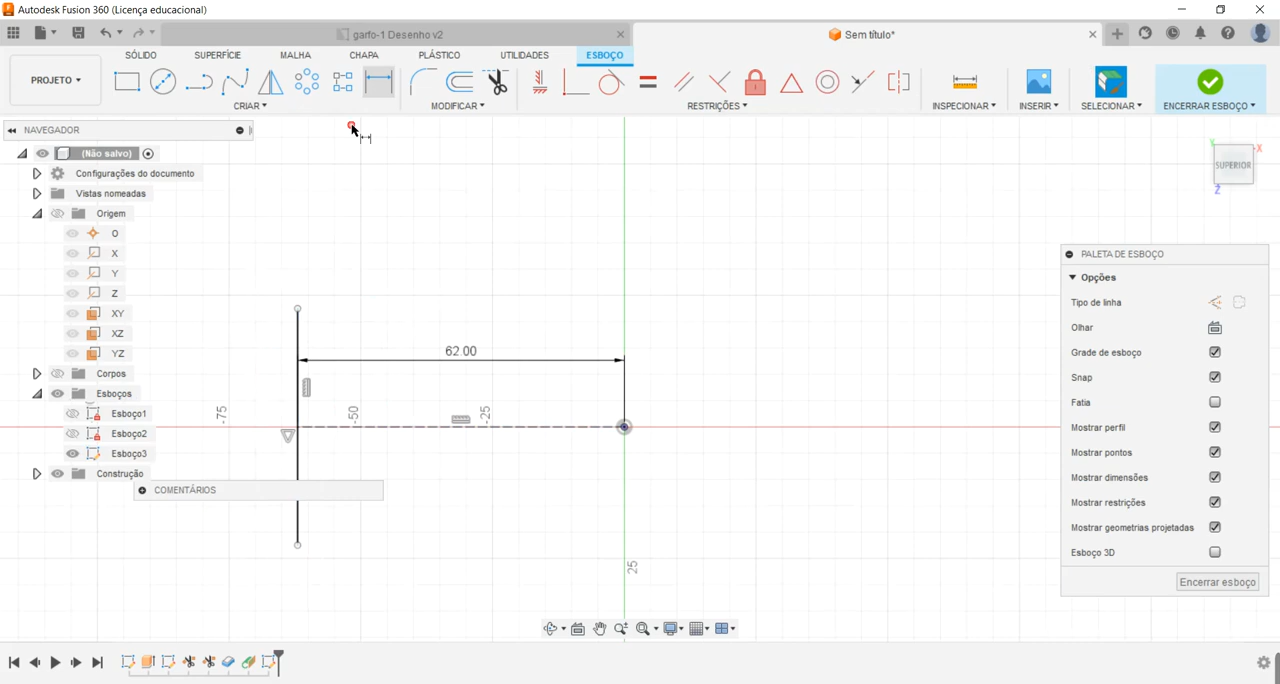 Autodesk Fusion 360 (Licença educacional)
garfo-1 Desenho v2
Sem título*
PROJETO
SÓLIDO SUPERFÍCIE MALHA CHAPA PLÁSTICO UTILIDADES ESBOÇO
CRIAR MODIFICAR RESTRIÇÕES INSPECIONAR INSERIR SELECIONAR ENCERRAR ESBOÇO
NAVEGADOR
(Não salvo)
Configurações do documento
Vistas nomeadas
Origem
O
X
Y
Z
XY
XZ
YZ
Corpos
Esboços
Esboço1
Esboço2
Esboço3
Construção
COMENTÁRIOS
62.00
-75
-50
-25
25
Y
X
SUPERIOR
Z
PALETA DE ESBOÇO
Opções
Tipo de linha
Olhar
Grade de esboço
Snap
Fatia
Mostrar perfil
Mostrar pontos
Mostrar dimensões
Mostrar restrições
Mostrar geometrias projetadas
Esboço 3D
Encerrar esboço